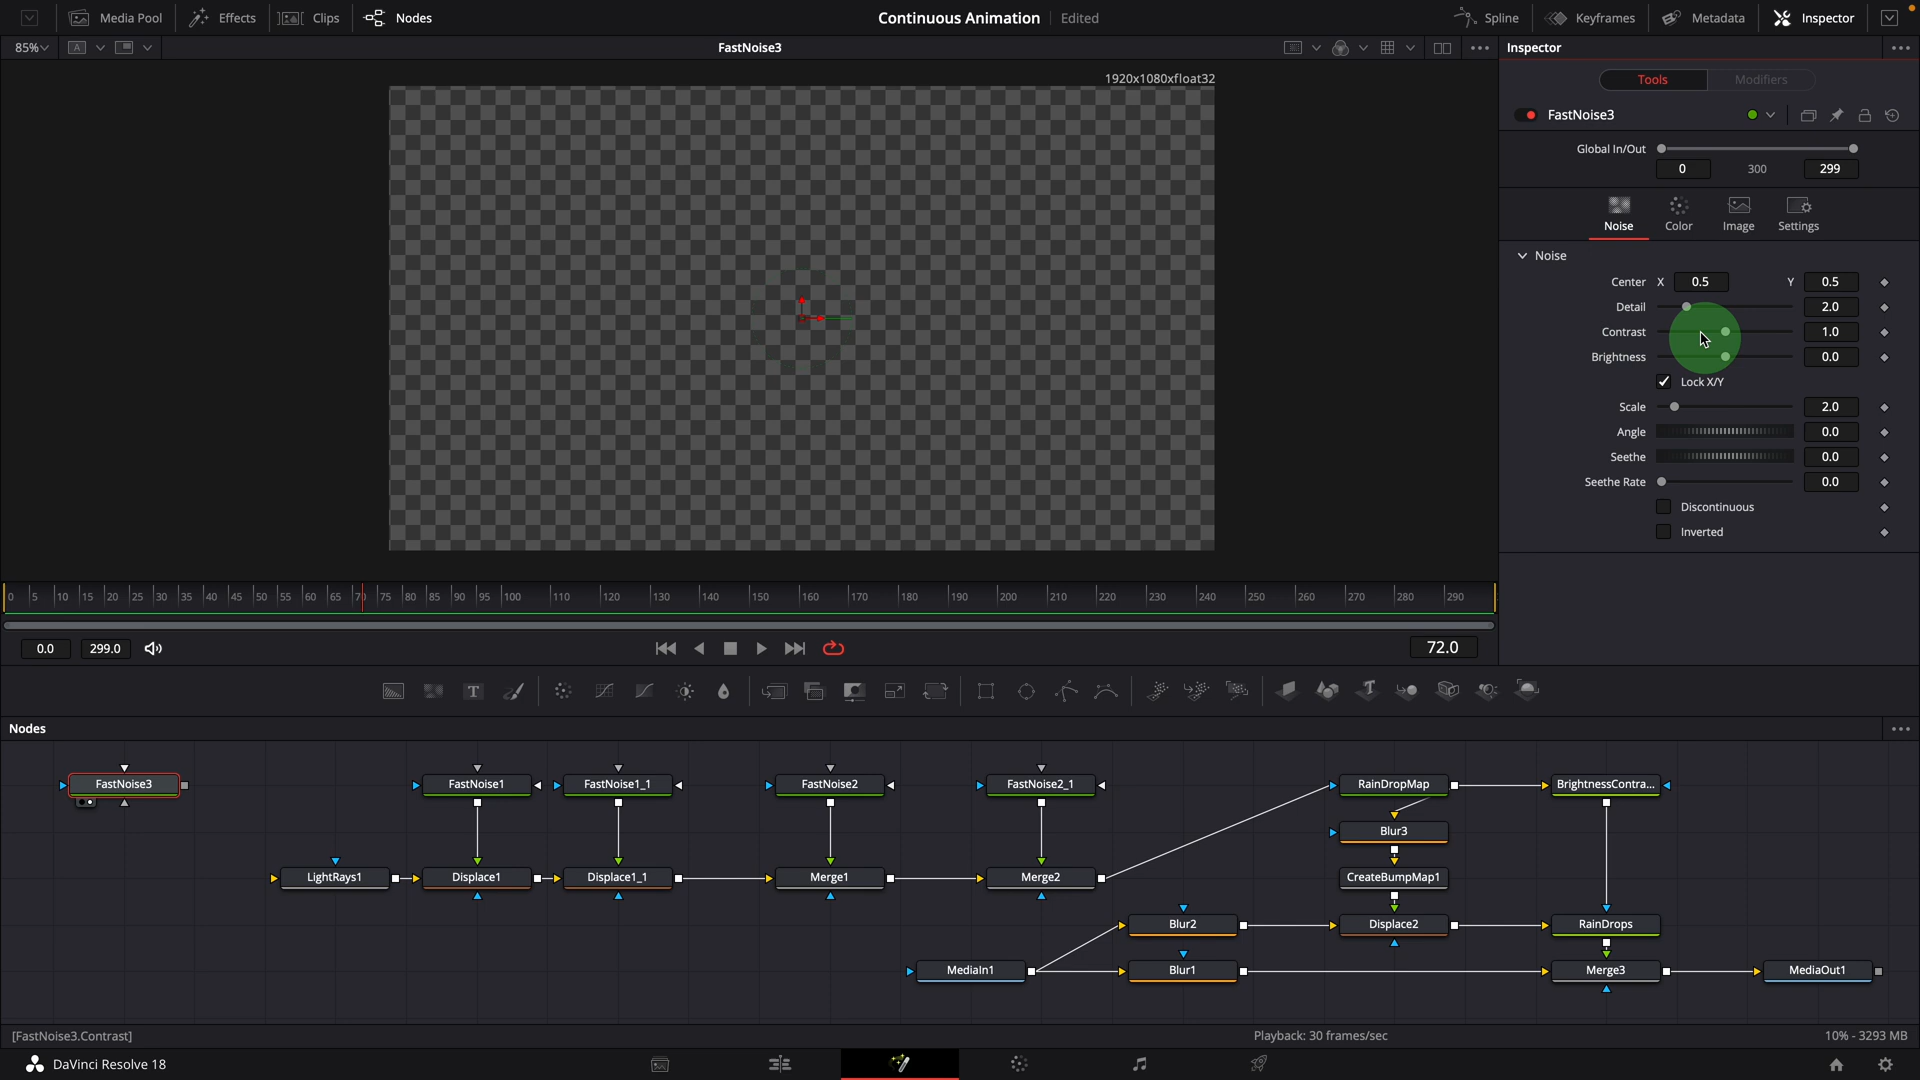 Media Pool
Effects
Clips
Nodes
Continuous Animation
Edited
Spline
Keyframes
Metadata
Inspector
85%
A
FastNoise3
Inspector
1920x1080xfloat32
Tools
Modifiers
FastNoise3
Global In/Out
0
300
299
Noise
Color
Image
Settings
Noise
Center X 0.5 Y 0.5
Detail 2.0
Contrast 1.0
Brightness 0.0
Lock X/Y
Scale 2.0
Angle 0.0
Seethe 0.0
Seethe Rate 0.0
Discontinuous
Inverted
0 5 10 15 20 25 30 35 40 45 50 55 60 65 75 80 85 90 95 100 110 120 130 140 150 160 170 180 190 200 210 220 230 240 250 260 270 280 290
0.0
299.0
72.0
Nodes
FastNoise3
FastNoise1
FastNoise1_1
FastNoise2
FastNoise2_1
RainDropMap
BrightnessContra...
Blur3
LightRays1
Displace1
Displace1_1
Merge1
Merge2
CreateBumpMap1
Blur2
Displace2
RainDrops
MediaIn1
Blur1
Merge3
MediaOut1
[FastNoise3.Contrast]
Playback: 30 frames/sec
10% - 3293 MB
DaVinci Resolve 18